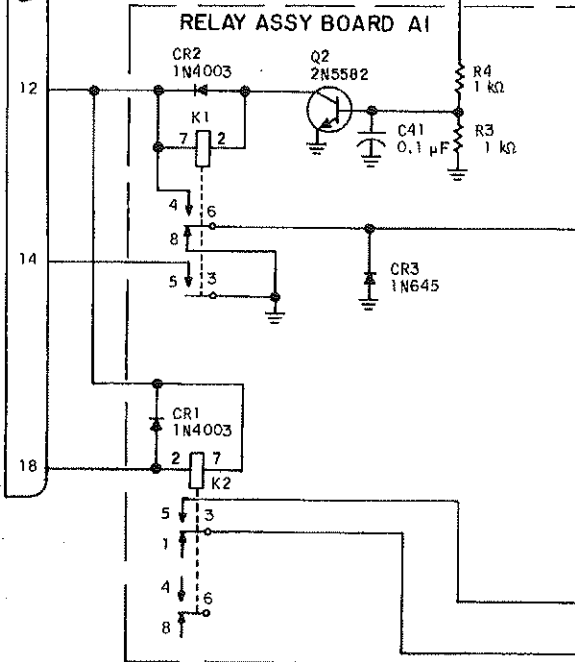 RELAY ASSY BOARD A1
CR2
1N4003
Q2
2N5582
R4
1 kΩ
12
K1
7 2
C41
0.1 µF
R3
1 kΩ
4
6
8
14
5
3
CR3
1N645
CR1
1N4003
18
2 7
K2
5
3
1
4
6
8